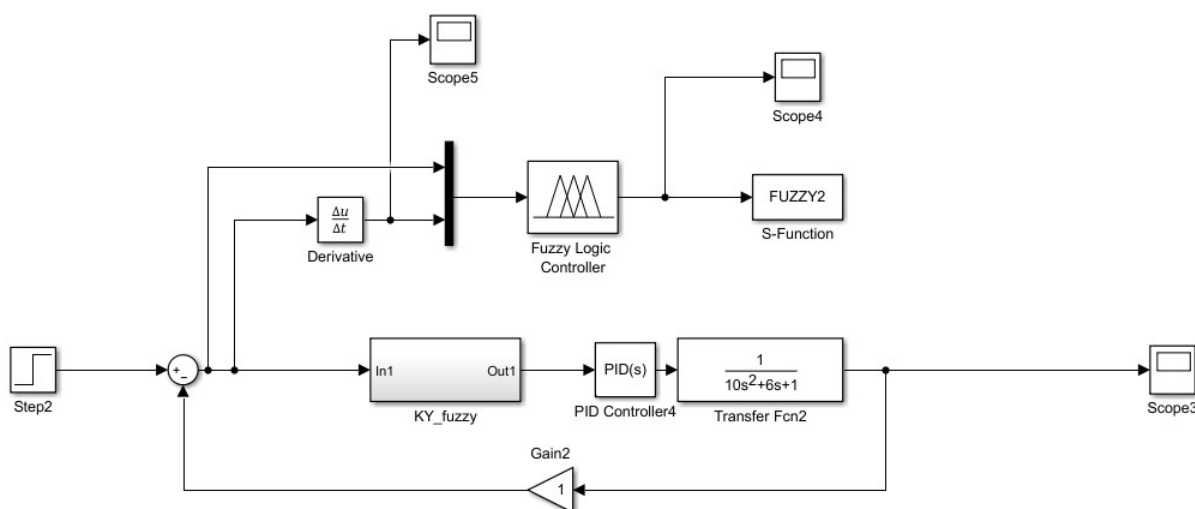 Scope5
Scope4
Δu
Δt
Derivative
Fuzzy Logic
Controller
FUZZY2
S-Function
Step2
+
−
In1
Out1
KY_fuzzy
PID(s)
PID Controller4
1
10s²+6s+1
Transfer Fcn2
Scope3
Gain2
1